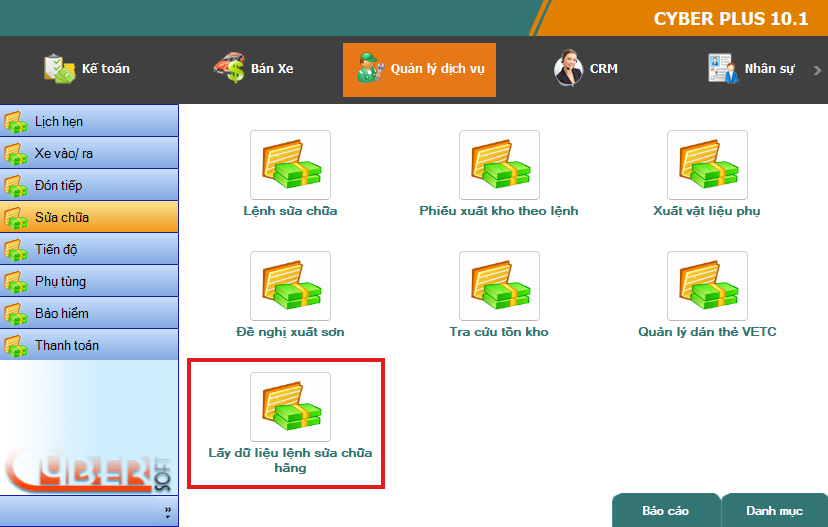 CYBER PLUS 10.1
Kế toán
Bán Xe
Quản lý dịch vụ
CRM
Nhân sự
Lịch hẹn
Xe vào/ ra
Đón tiếp
Sửa chữa
Tiến độ
Phụ tùng
Bảo hiểm
Thanh toán
CYBER SOFT
Lệnh sửa chữa
Phiếu xuất kho theo lệnh
Xuất vật liệu phụ
Đề nghị xuất sơn
Tra cứu tồn kho
Quản lý dán thẻ VETC
Lấy dữ liệu lệnh sửa chữa
hãng
Báo cáo
Danh mục